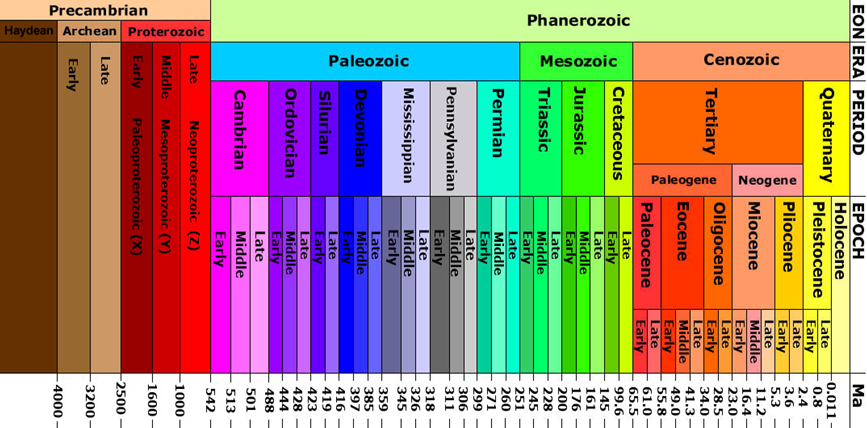 Precambrian
Phanerozoic
EON
Haydean
Archean
Proterozoic
Paleozoic
Mesozoic
Cenozoic
ERA
Early
Late
Early
Middle
Late
Paleoproterozoic (X)
Mesoproterozoic (Y)
Neoproterozoic (Z)
Cambrian
Ordovician
Silurian
Devonian
Mississippian
Pennsylvanian
Permian
Triassic
Jurassic
Cretaceous
Tertiary
Quaternary
PERIOD
Paleogene
Neogene
Early
Middle
Late
Early
Middle
Late
Early
Late
Early
Middle
Late
Early
Middle
Late
Early
Middle
Late
Early
Middle
Late
Early
Middle
Late
Early
Middle
Late
Early
Late
Paleocene
Eocene
Oligocene
Miocene
Pliocene
Pleistocene
Holocene
EPOCH
Early
Late
Early
Middle
Late
Early
Late
Early
Middle
Late
Early
Late
Early
Late
4000
3200
2500
1600
1000
542
513
501
488
444
428
423
419
416
397
385
359
345
326
318
311
306
299
271
260
251
245
228
200
176
161
145
99.6
65.5
61.0
55.8
49.0
41.3
34.0
28.5
23.0
16.4
11.2
5.3
3.6
2.4
0.8
0.011
Ma